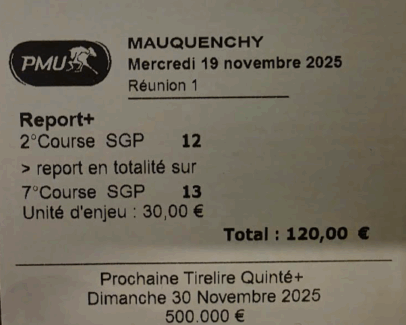 PMU
MAUQUENCHY
Mercredi 19 novembre 2025
Réunion 1
Report+
2°Course SGP 12
> report en totalité sur
7°Course SGP 13
Unité d'enjeu : 30,00 €
Total : 120,00 €
Prochaine Tirelire Quinté+
Dimanche 30 Novembre 2025
500.000 €